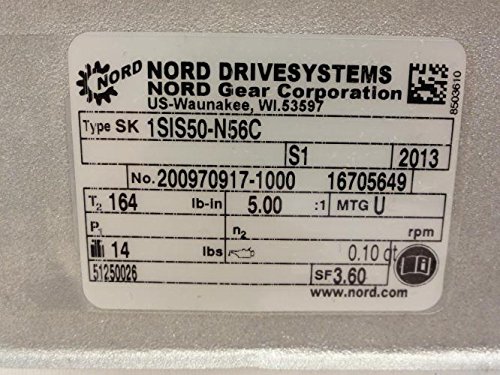 NORD
NORD DRIVESYSTEMS
NORD Gear Corporation
US-Waunakee, WI.53597
8503610
Type SK 1SIS50-N56C
S1 2013
No. 200970917-1000 16705649
T2 164 lb-in 5.00 :1 MTG U
P1 n2 rpm
14 lbs 0.10 qt
51250026 SF 3.60
www.nord.com